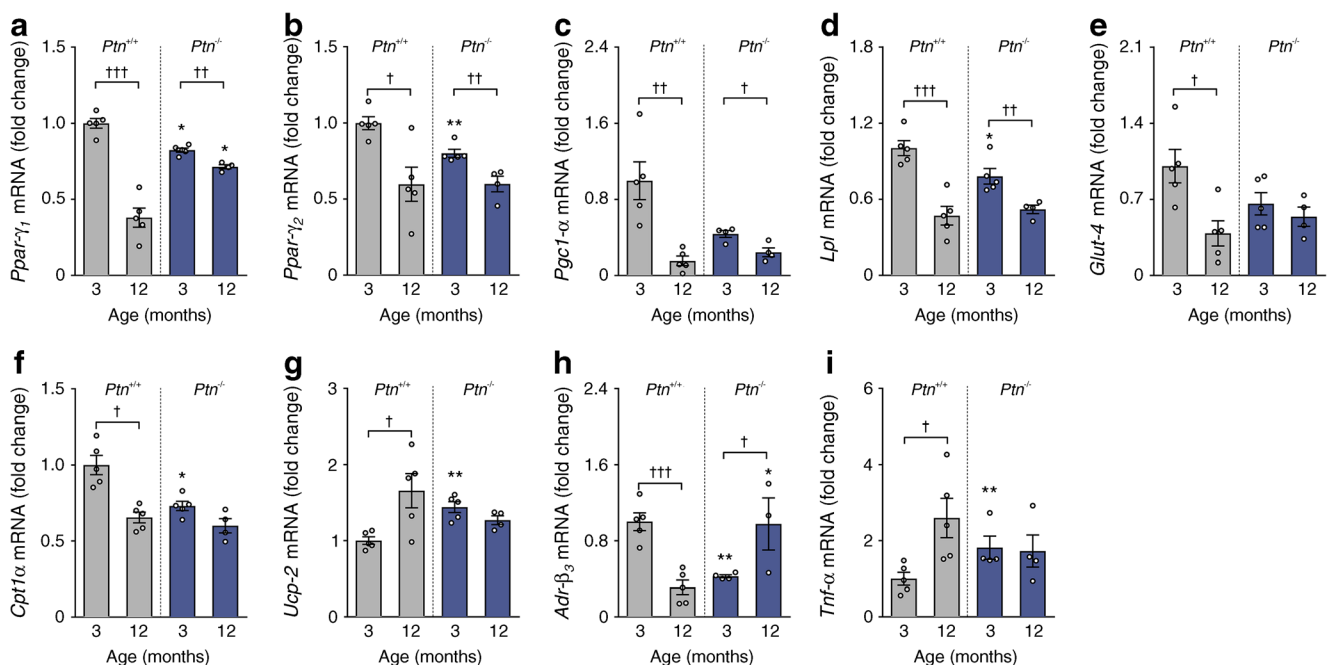 a
Ppar-γ1 mRNA (fold change)
1.5
1.0
0.5
0
Ptn+/+
Ptn-/-
†††
††
*
*
3 12 3 12
Age (months)
b
Ppar-γ2 mRNA (fold change)
1.5
1.0
0.5
0
Ptn+/+
Ptn-/-
†
††
**
3 12 3 12
Age (months)
c
Pgc1-α mRNA (fold change)
2.4
1.6
0.8
0
Ptn+/+
Ptn-/-
††
†
3 12 3 12
Age (months)
d
Lpl mRNA (fold change)
1.8
1.2
0.6
0
Ptn+/+
Ptn-/-
†††
††
*
3 12 3 12
Age (months)
e
Glut-4 mRNA (fold change)
2.1
1.4
0.7
0
Ptn+/+
Ptn-/-
†
3 12 3 12
Age (months)
f
Cpt1α mRNA (fold change)
1.5
1.0
0.5
0
Ptn+/+
Ptn-/-
†
*
3 12 3 12
Age (months)
g
Ucp-2 mRNA (fold change)
3
2
1
0
Ptn+/+
Ptn-/-
†
**
3 12 3 12
Age (months)
h
Adr-β3 mRNA (fold change)
2.4
1.6
0.8
0
Ptn+/+
Ptn-/-
†††
†
**
*
3 12 3 12
Age (months)
i
Tnf-α mRNA (fold change)
6
4
2
0
Ptn+/+
Ptn-/-
†
**
3 12 3 12
Age (months)